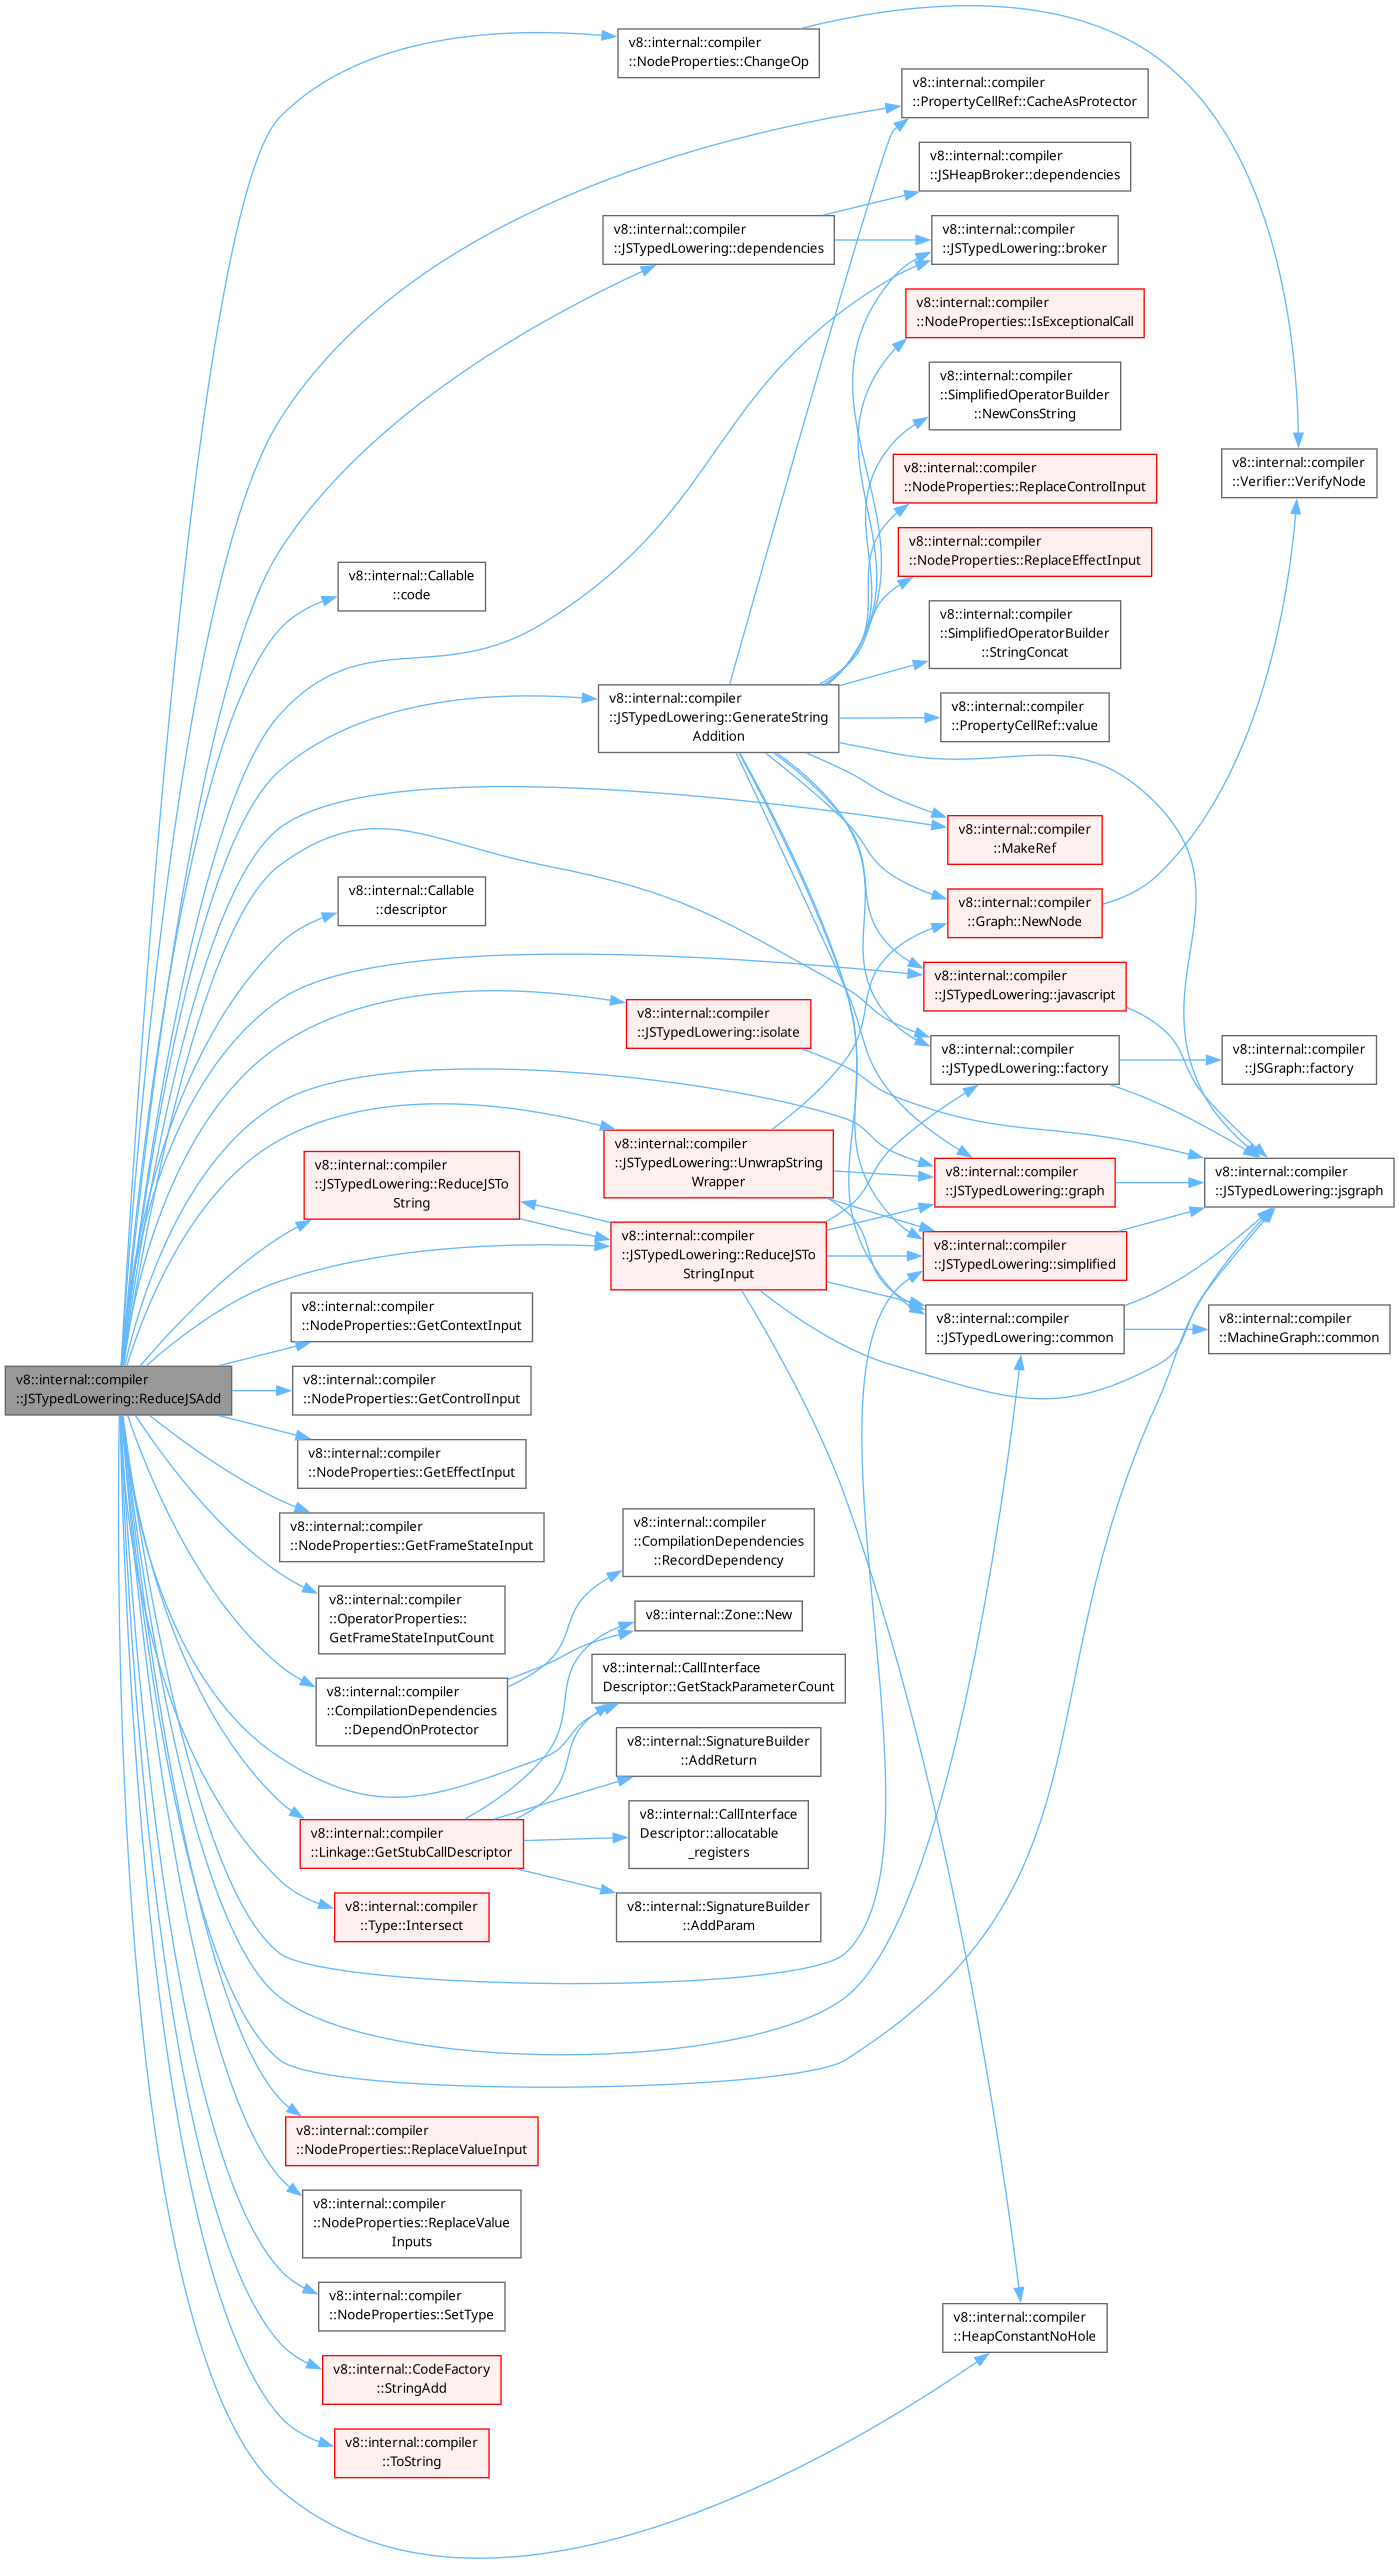 v8::internal::compiler
::NodeProperties::ChangeOp
v8::internal::compiler
::PropertyCellRef::CacheAsProtector
v8::internal::compiler
::JSHeapBroker::dependencies
v8::internal::compiler
::JSTypedLowering::dependencies
v8::internal::compiler
::JSTypedLowering::broker
v8::internal::compiler
::NodeProperties::IsExceptionalCall
v8::internal::compiler
::SimplifiedOperatorBuilder
::NewConsString
v8::internal::compiler
::NodeProperties::ReplaceControlInput
v8::internal::compiler
::Verifier::VerifyNode
v8::internal::compiler
::NodeProperties::ReplaceEffectInput
v8::internal::Callable
::code
v8::internal::compiler
::SimplifiedOperatorBuilder
::StringConcat
v8::internal::compiler
::JSTypedLowering::GenerateString
Addition
v8::internal::compiler
::PropertyCellRef::value
v8::internal::compiler
::MakeRef
v8::internal::Callable
::descriptor
v8::internal::compiler
::Graph::NewNode
v8::internal::compiler
::JSTypedLowering::javascript
v8::internal::compiler
::JSTypedLowering::isolate
v8::internal::compiler
::JSTypedLowering::factory
v8::internal::compiler
::JSGraph::factory
v8::internal::compiler
::JSTypedLowering::UnwrapString
Wrapper
v8::internal::compiler
::JSTypedLowering::ReduceJSTo
String
v8::internal::compiler
::JSTypedLowering::graph
v8::internal::compiler
::JSTypedLowering::jsgraph
v8::internal::compiler
::JSTypedLowering::ReduceJSTo
StringInput
v8::internal::compiler
::JSTypedLowering::simplified
v8::internal::compiler
::NodeProperties::GetContextInput
v8::internal::compiler
::JSTypedLowering::common
v8::internal::compiler
::MachineGraph::common
v8::internal::compiler
::JSTypedLowering::ReduceJSAdd
v8::internal::compiler
::NodeProperties::GetControlInput
v8::internal::compiler
::NodeProperties::GetEffectInput
v8::internal::compiler
::NodeProperties::GetFrameStateInput
v8::internal::compiler
::CompilationDependencies
::RecordDependency
v8::internal::compiler
::OperatorProperties::
GetFrameStateInputCount
v8::internal::Zone::New
v8::internal::compiler
::CompilationDependencies
::DependOnProtector
v8::internal::CallInterface
Descriptor::GetStackParameterCount
v8::internal::SignatureBuilder
::AddReturn
v8::internal::compiler
::Linkage::GetStubCallDescriptor
v8::internal::CallInterface
Descriptor::allocatable
_registers
v8::internal::compiler
::Type::Intersect
v8::internal::SignatureBuilder
::AddParam
v8::internal::compiler
::NodeProperties::ReplaceValueInput
v8::internal::compiler
::NodeProperties::ReplaceValue
Inputs
v8::internal::compiler
::NodeProperties::SetType
v8::internal::compiler
::HeapConstantNoHole
v8::internal::CodeFactory
::StringAdd
v8::internal::compiler
::ToString